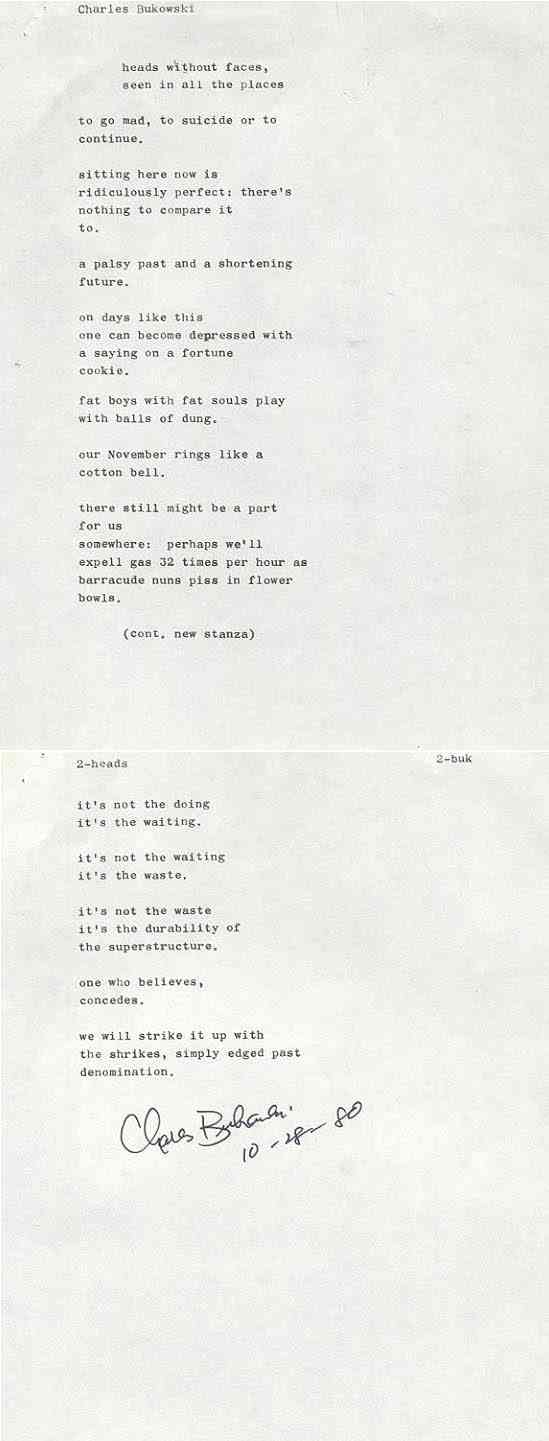 Charles Bukowski
heads without faces,
seen in all the places
to go mad, to suicide or to
continue.
sitting here now is
ridiculously perfect: there's
nothing to compare it
to.
a palsy past and a shortening
future.
on days like this
one can become depressed with
a saying on a fortune
cookie.
fat boys with fat souls play
with balls of dung.
our November rings like a
cotton bell.
there still might be a part
for us
somewhere: perhaps we'll
expell gas 32 times per hour as
barracude nuns piss in flower
bowls.
(cont. new stanza)
2-heads
2-buk
it's not the doing
it's the waiting.
it's not the waiting
it's the waste.
it's not the waste
it's the durability of
the superstructure.
one who believes,
concedes.
we will strike it up with
the shrikes, simply edged past
denomination.
Charles Bukowski
10-28-80